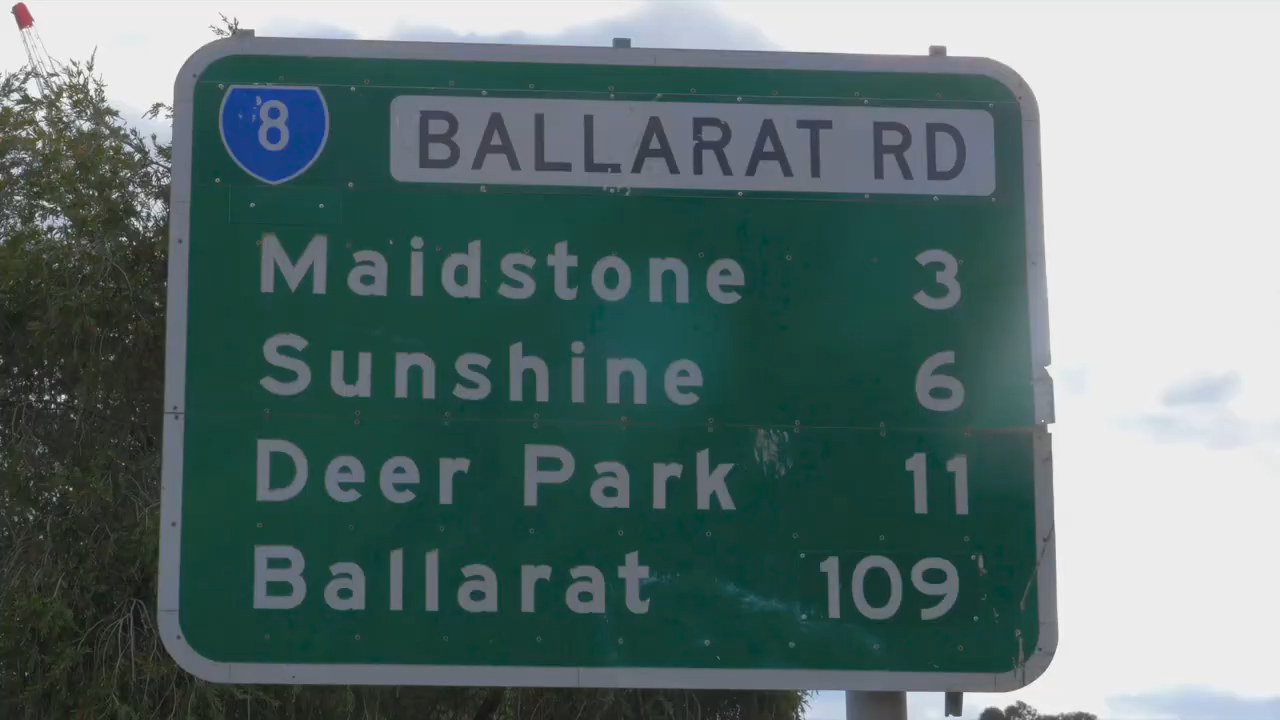 8 BALLARAT RD
Maidstone 3
Sunshine 6
Deer Park 11
Ballarat 109